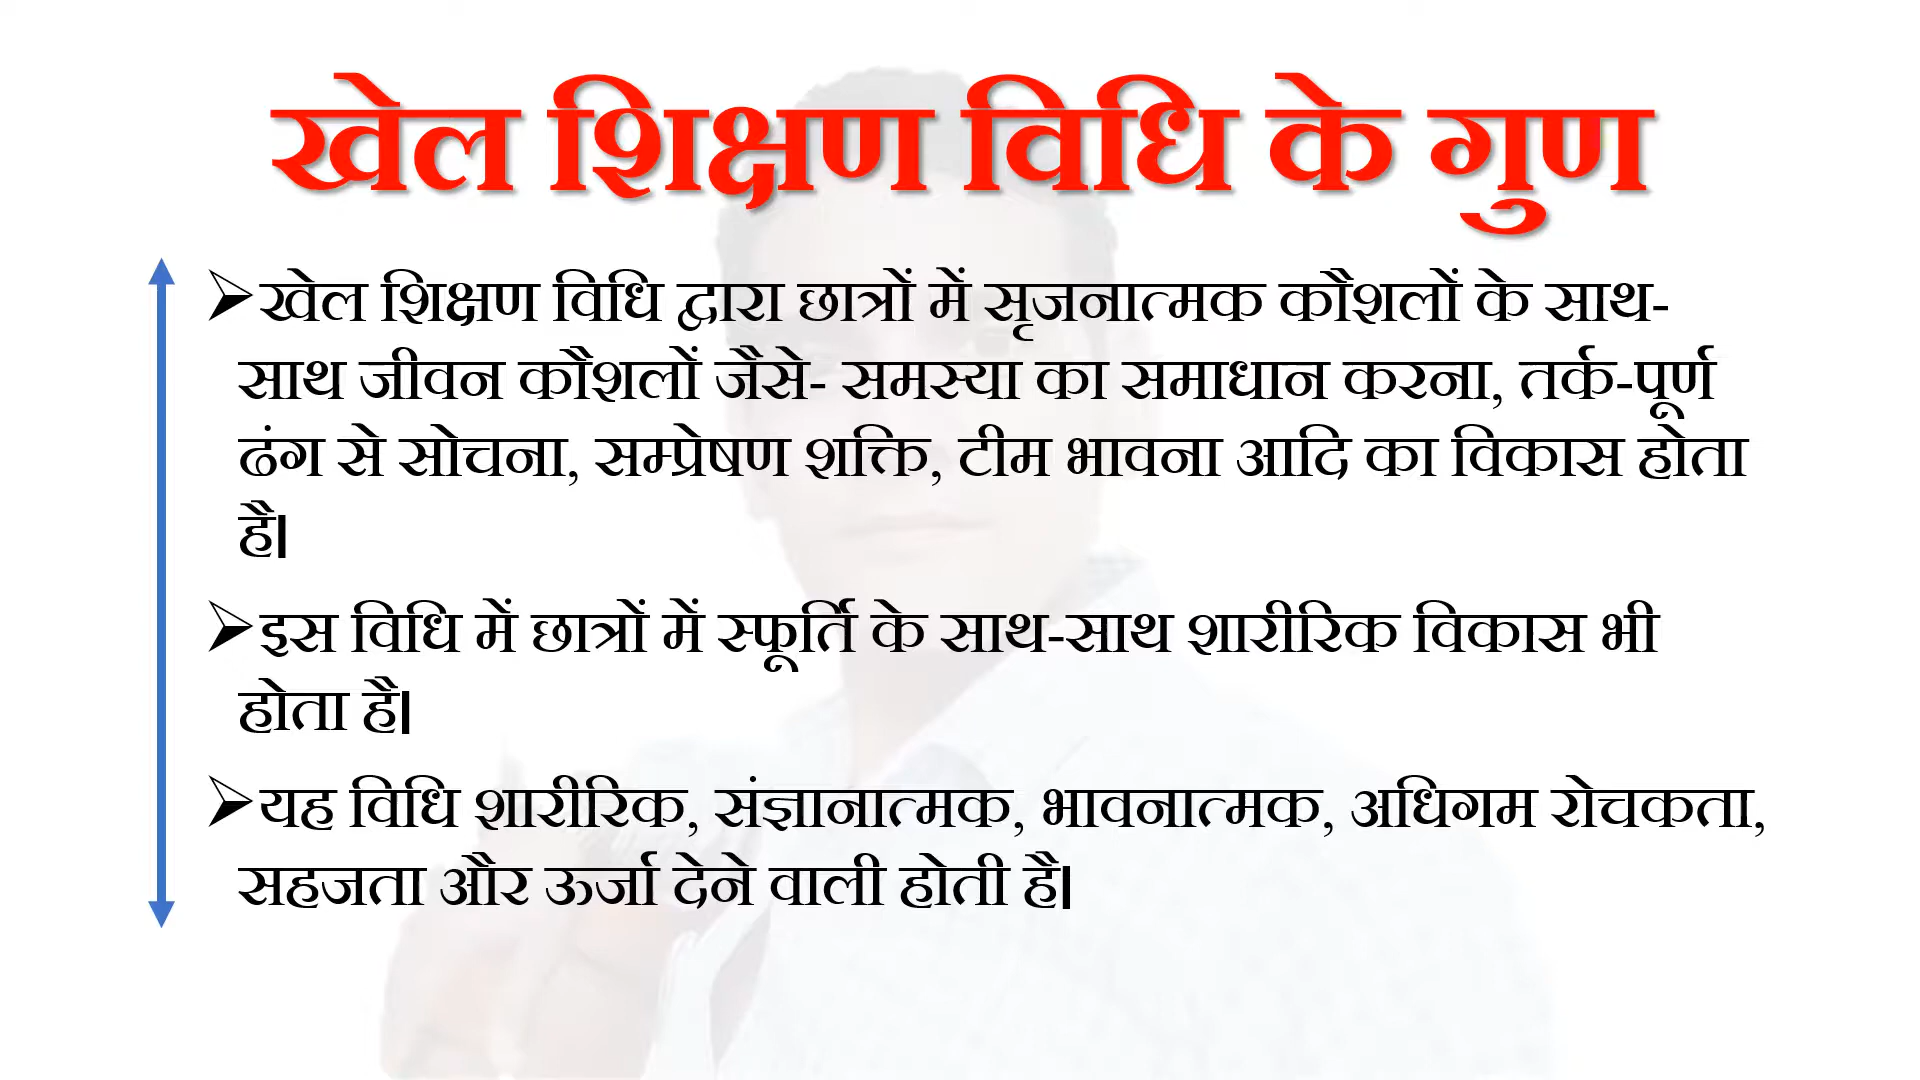 खेल शिक्षण विधि के गुण
➢खेल शिक्षण विधि द्वारा छात्रों में सृजनात्मक कौशलों के साथ-
साथ जीवन कौशलों जैसे- समस्या का समाधान करना, तर्क-पूर्ण
ढंग से सोचना, सम्प्रेषण शक्ति, टीम भावना आदि का विकास होता
है।
➢इस विधि में छात्रों में स्फूर्ति के साथ-साथ शारीरिक विकास भी
होता है।
➢यह विधि शारीरिक, संज्ञानात्मक, भावनात्मक, अधिगम रोचकता,
सहजता और ऊर्जा देने वाली होती है।